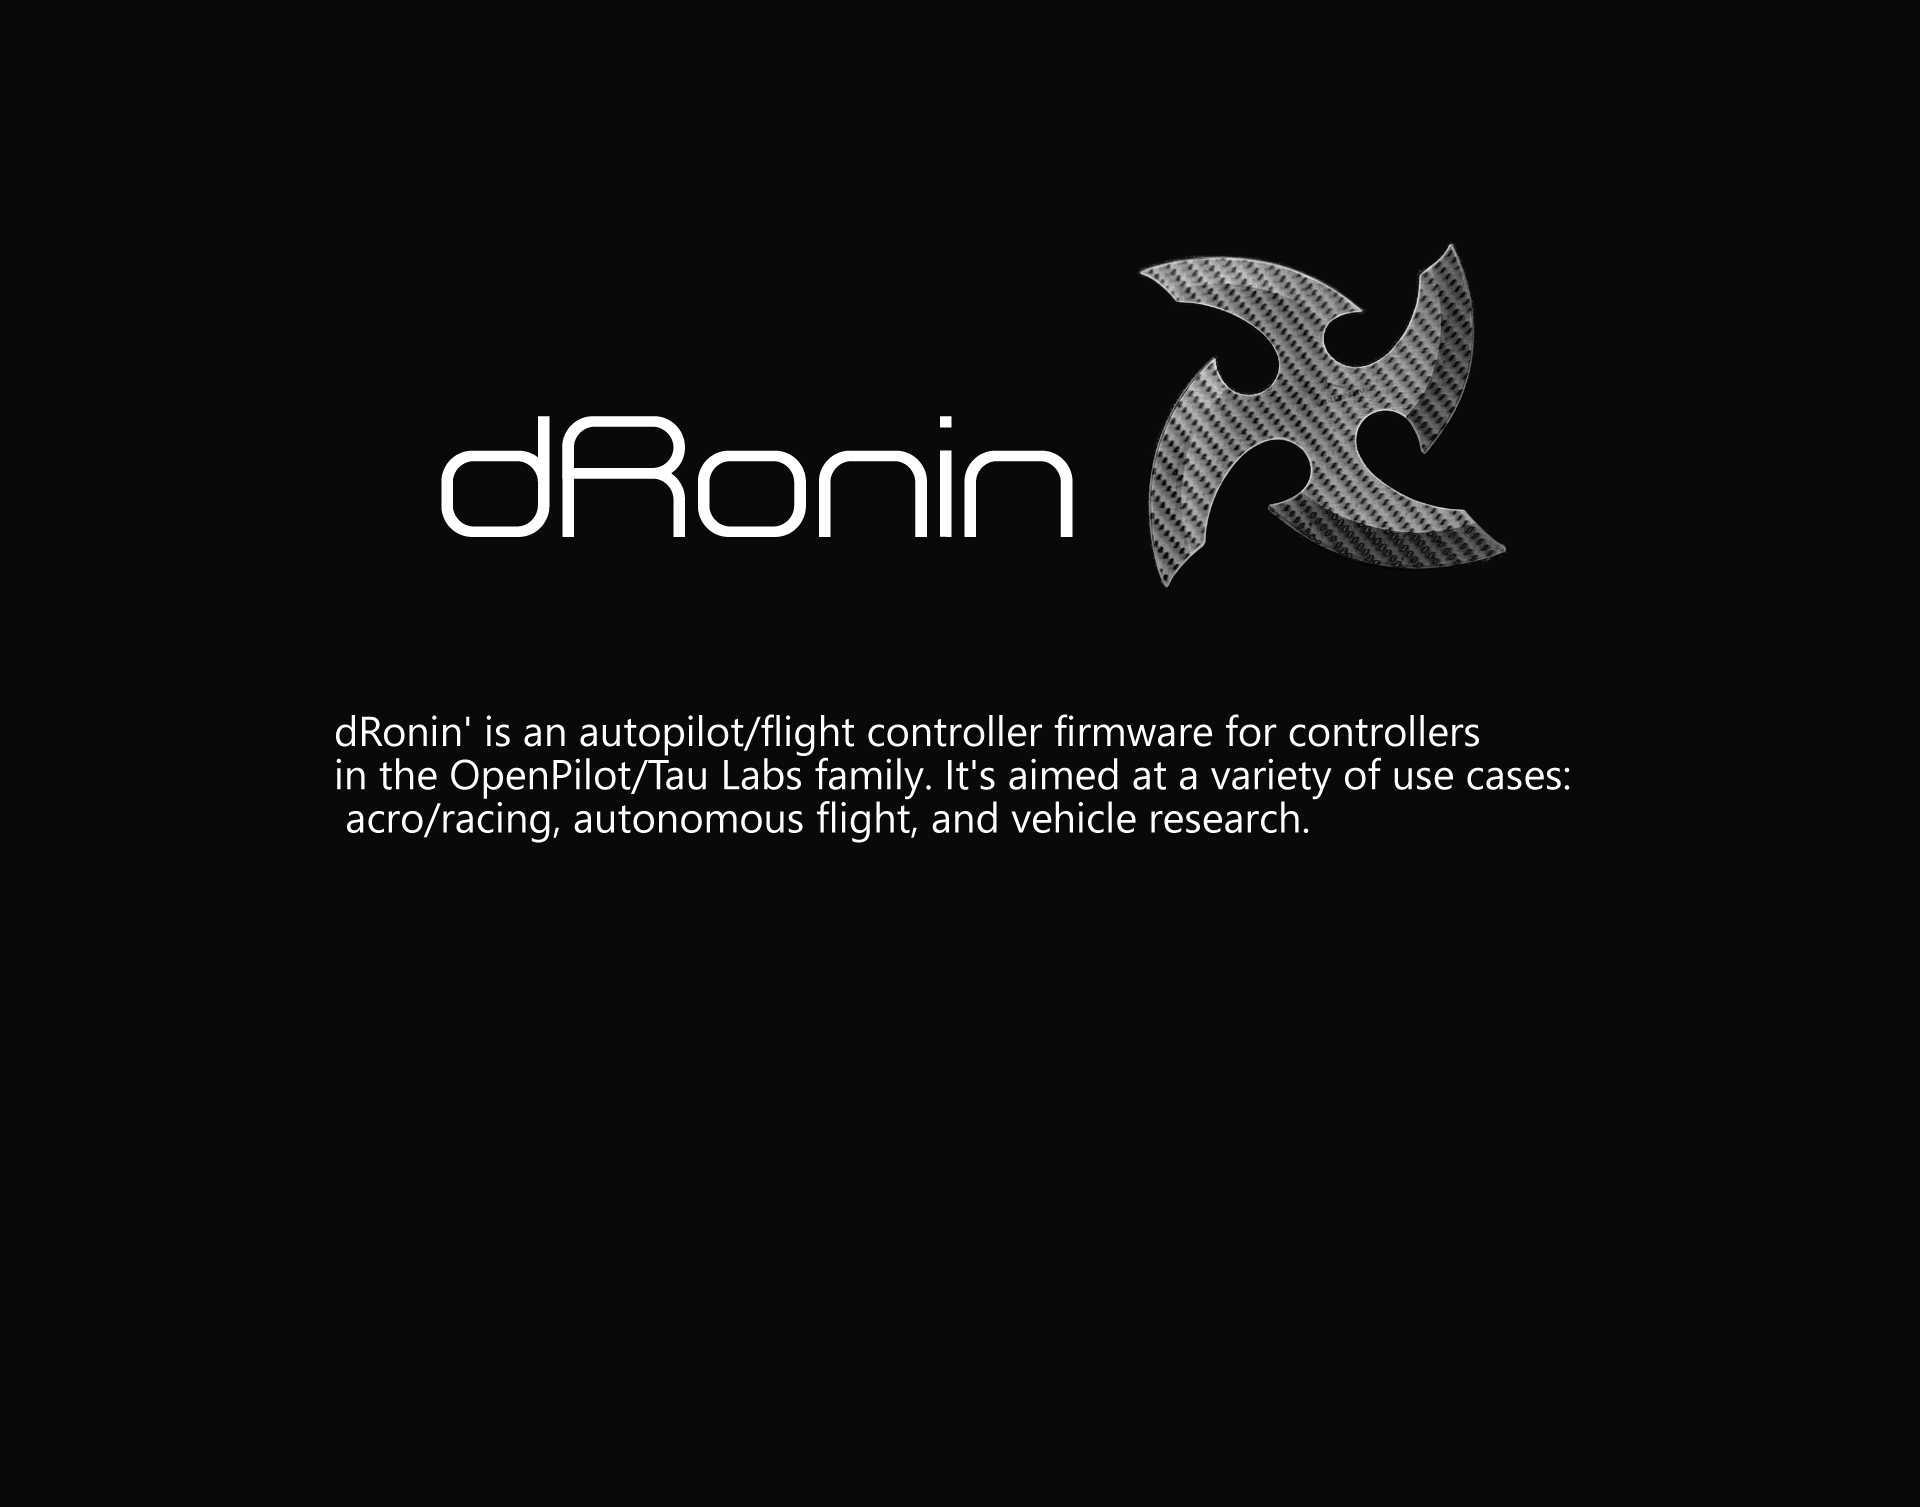 dRonin
dRonin' is an autopilot/flight controller firmware for controllers
in the OpenPilot/Tau Labs family. It's aimed at a variety of use cases:
acro/racing, autonomous flight, and vehicle research.